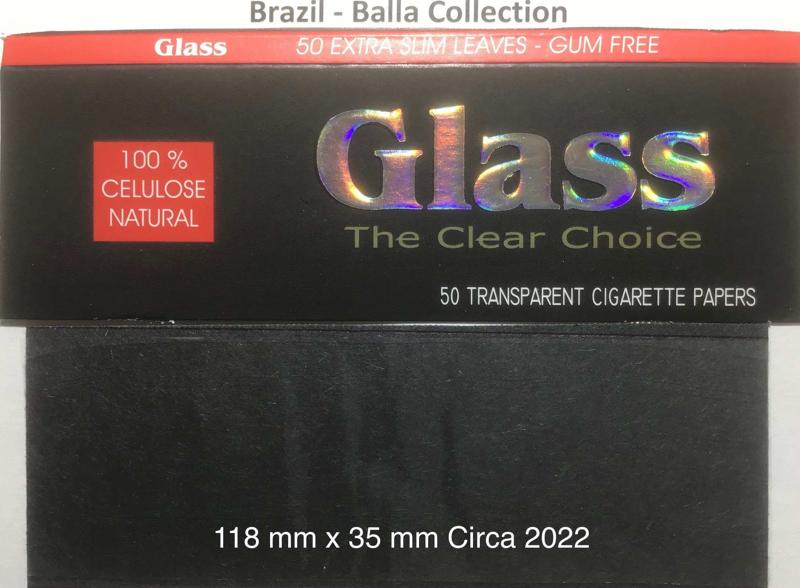 Brazil - Balla Collection
Glass 50 EXTRA SLIM LEAVES - GUM FREE
100 %
CELULOSE
NATURAL
Glass
The Clear Choice
50 TRANSPARENT CIGARETTE PAPERS
118 mm x 35 mm Circa 2022